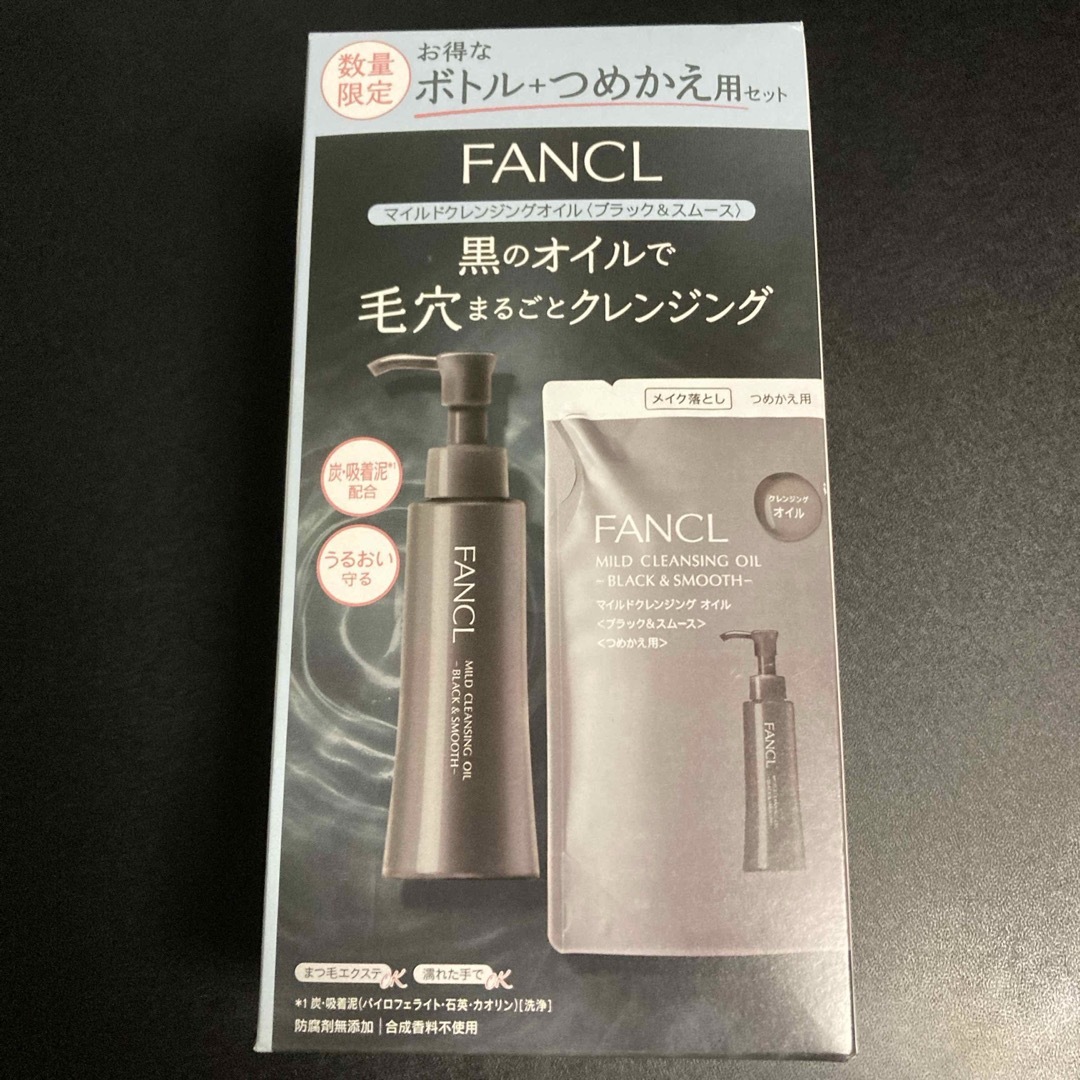 数量
限定
お得な
ボトル+つめかえ用セット
FANCL
マイルドクレンジングオイル〈ブラック&スムース〉
黒のオイルで
毛穴まるごとクレンジング
炭・吸着泥*1
配合
うるおい
守る
FANCL
MILD CLEANSING OIL
-BLACK & SMOOTH-
メイク落とし つめかえ用
クレンジング
オイル
FANCL
MILD CLEANSING OIL
-BLACK & SMOOTH-
マイルドクレンジング オイル
<ブラック&スムース>
<つめかえ用>
FANCL
まつ毛エクステOK 濡れた手でOK
*1 炭・吸着泥(パイロフェライト・石英・カオリン)[洗浄]
防腐剤無添加|合成香料不使用